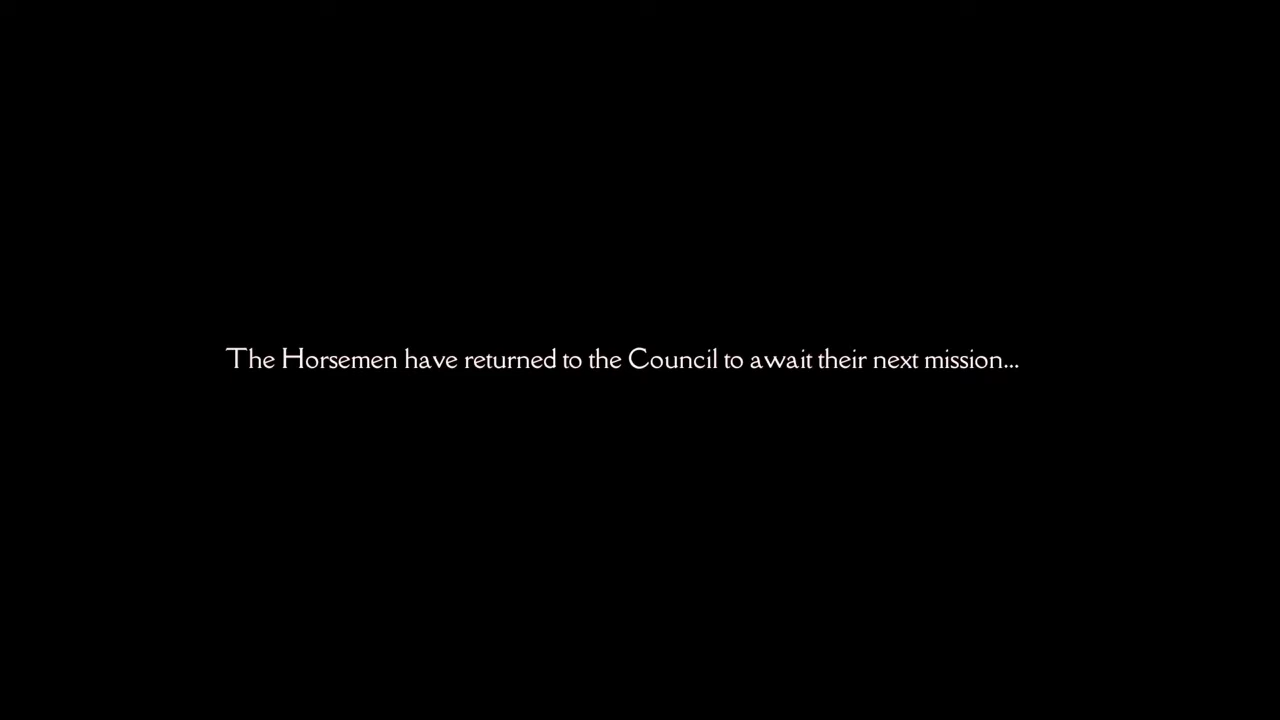 The Horsemen have returned to the Council to await their next mission...